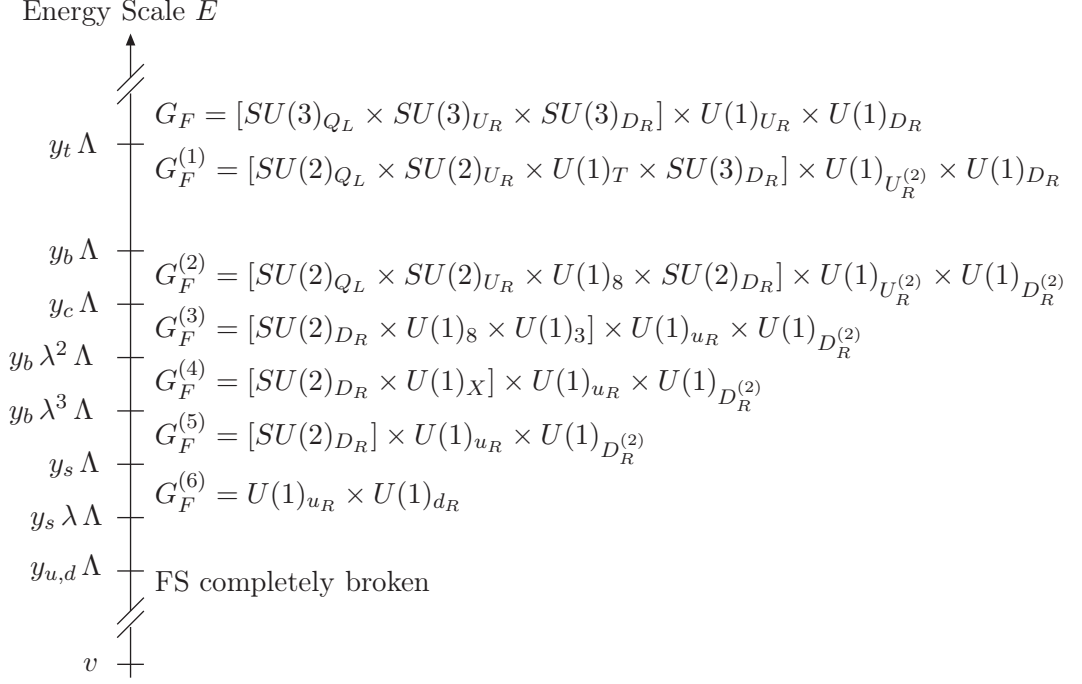 Energy Scale E
G_F = [SU(3)_{Q_L} × SU(3)_{U_R} × SU(3)_{D_R}] × U(1)_{U_R} × U(1)_{D_R}
y_t Λ
G_F^{(1)} = [SU(2)_{Q_L} × SU(2)_{U_R} × U(1)_T × SU(3)_{D_R}] × U(1)_{U_R^{(2)}} × U(1)_{D_R}
y_b Λ
G_F^{(2)} = [SU(2)_{Q_L} × SU(2)_{U_R} × U(1)_8 × SU(2)_{D_R}] × U(1)_{U_R^{(2)}} × U(1)_{D_R^{(2)}}
y_c Λ
G_F^{(3)} = [SU(2)_{D_R} × U(1)_8 × U(1)_3] × U(1)_{u_R} × U(1)_{D_R^{(2)}}
y_b λ^2 Λ
G_F^{(4)} = [SU(2)_{D_R} × U(1)_X] × U(1)_{u_R} × U(1)_{D_R^{(2)}}
y_b λ^3 Λ
G_F^{(5)} = [SU(2)_{D_R}] × U(1)_{u_R} × U(1)_{D_R^{(2)}}
y_s Λ
G_F^{(6)} = U(1)_{u_R} × U(1)_{d_R}
y_s λ Λ
y_{u,d} Λ
FS completely broken
v